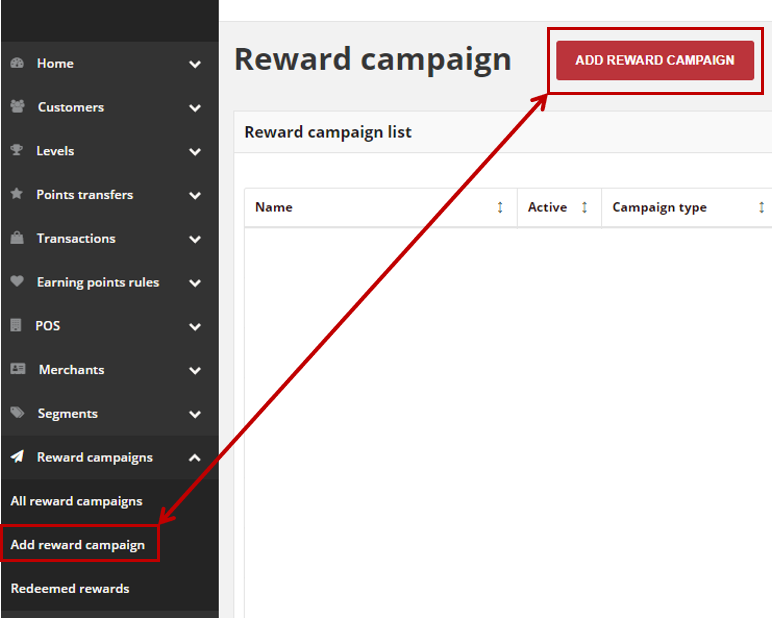 Home
Customers
Levels
Points transfers
Transactions
Earning points rules
POS
Merchants
Segments
Reward campaigns
All reward campaigns
Add reward campaign
Redeemed rewards
Reward campaign
ADD REWARD CAMPAIGN
Reward campaign list
Name
Active
Campaign type